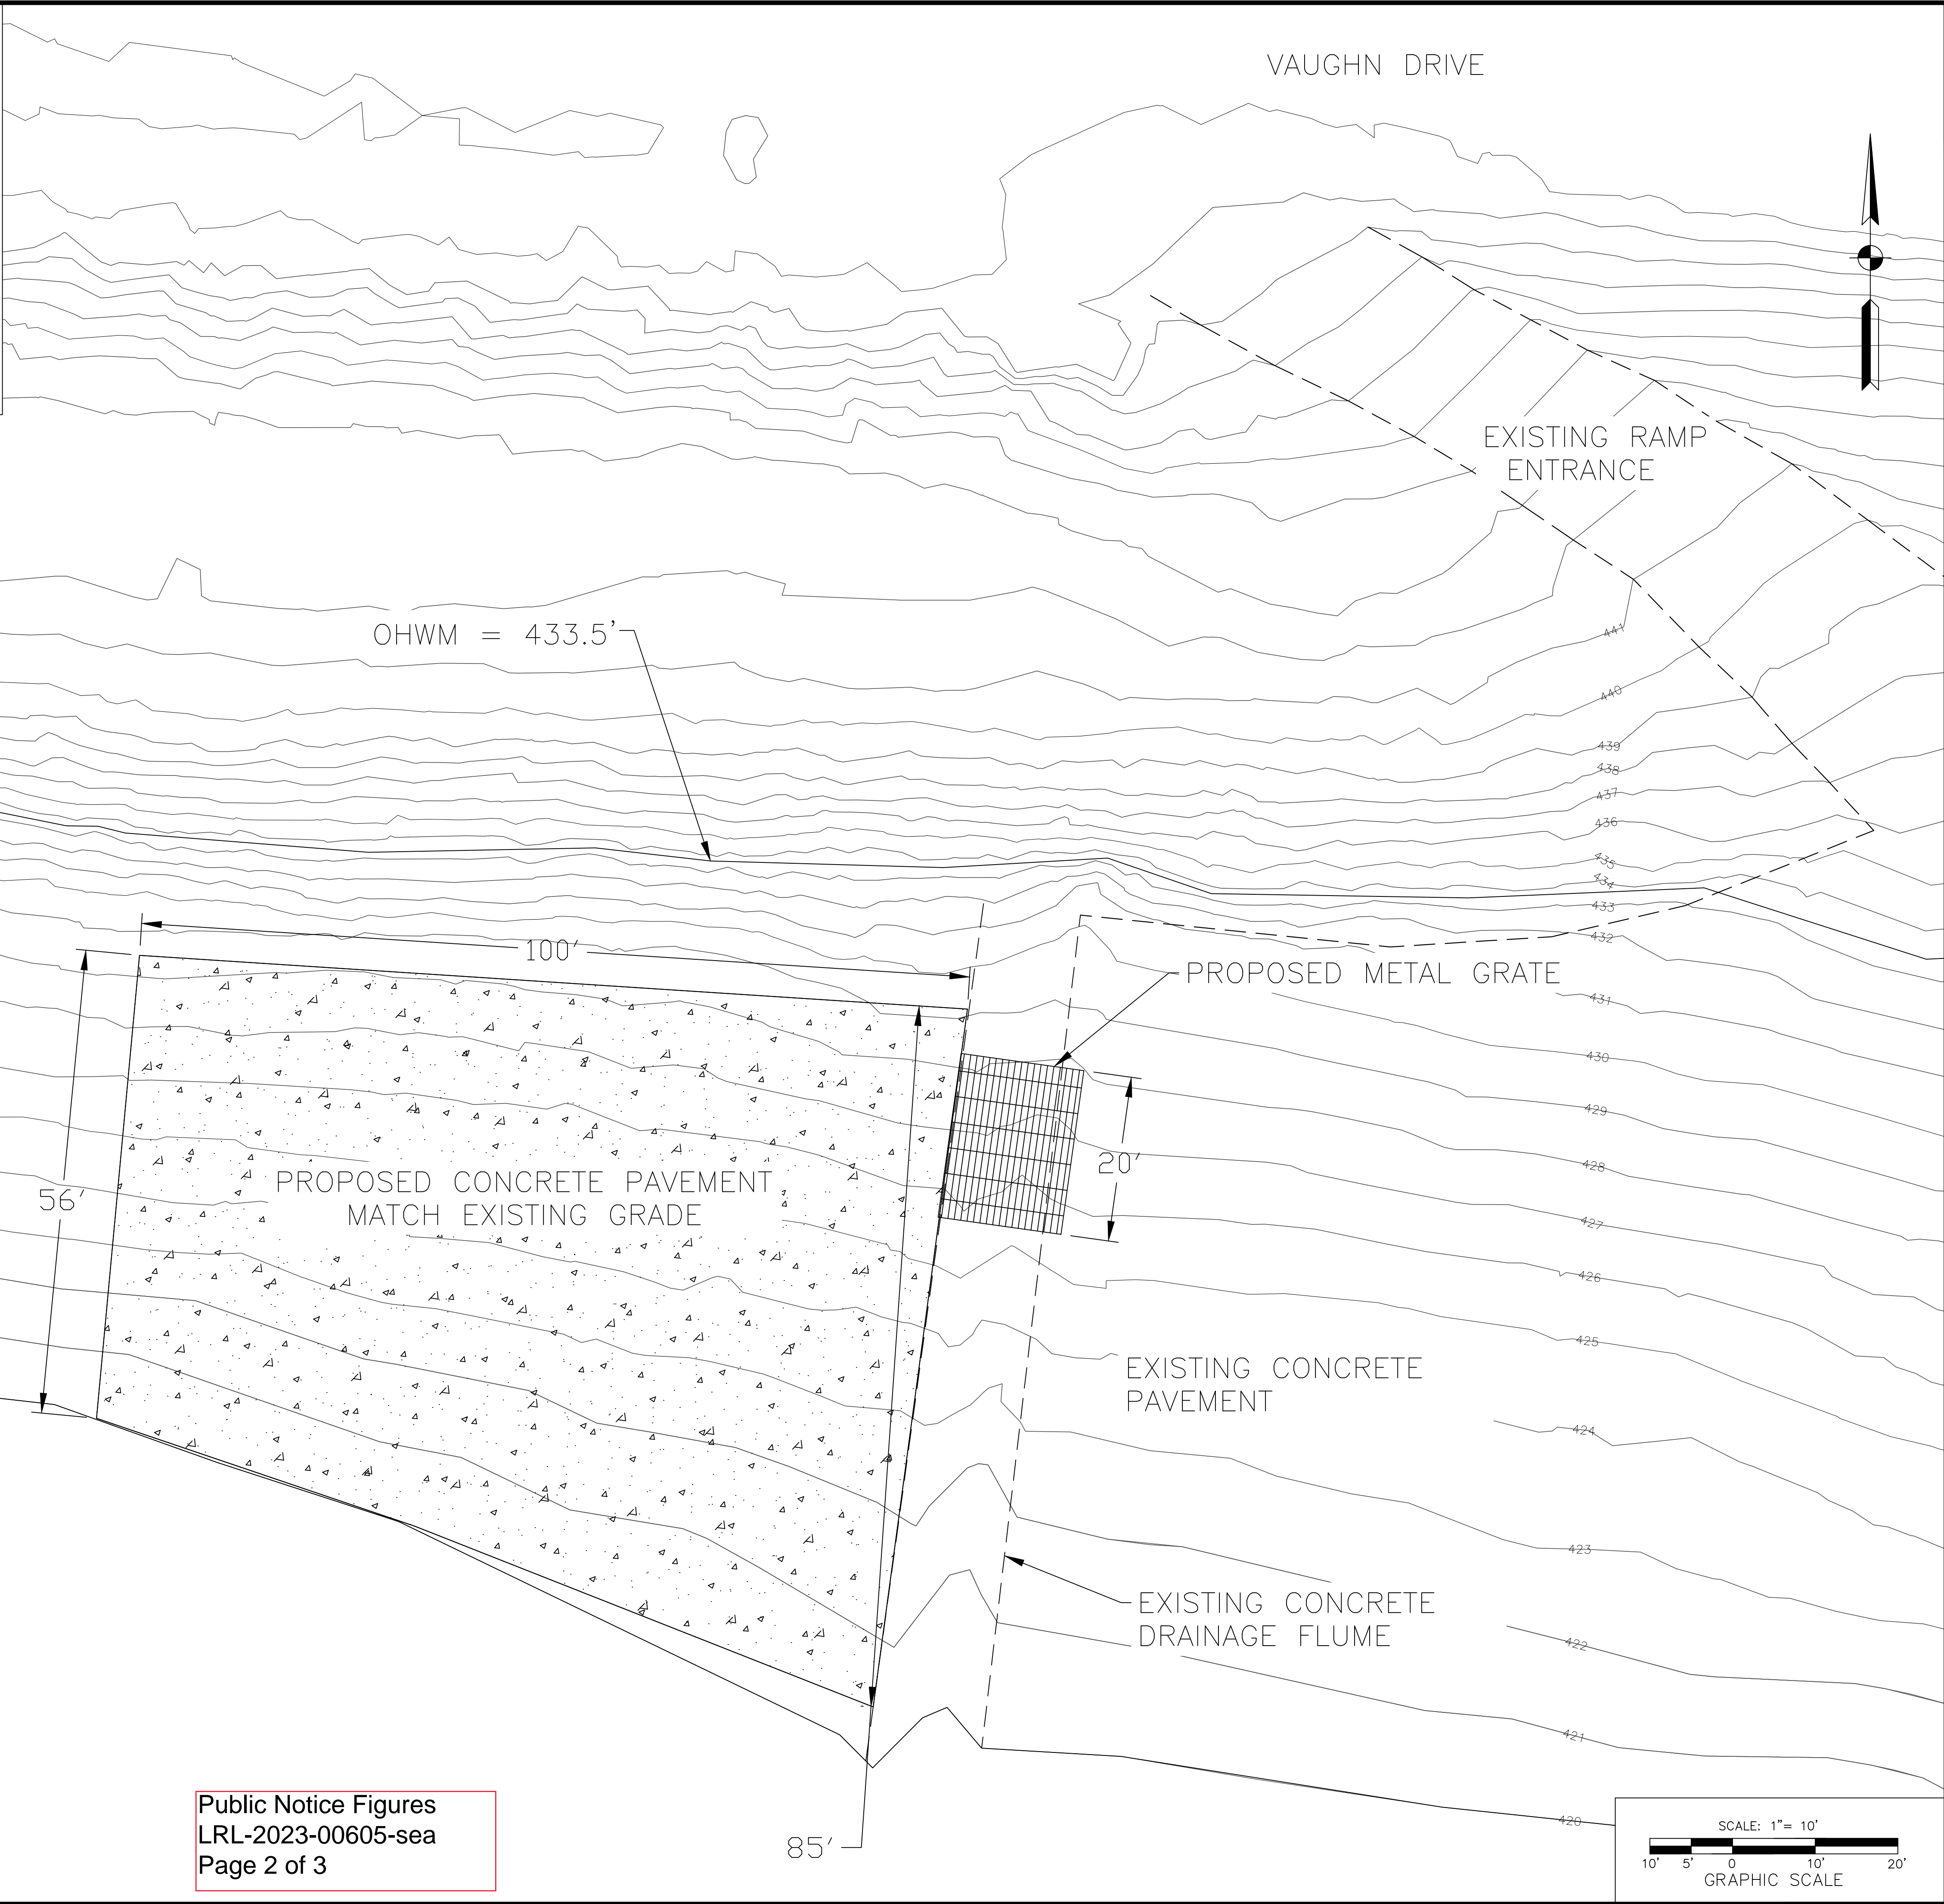 VAUGHN DRIVE
EXISTING RAMP
ENTRANCE
OHWM = 433.5'
441
440
439
438
437
436
435
434
433
432
100'
PROPOSED METAL GRATE
431
430
429
20'
428
56'
PROPOSED CONCRETE PAVEMENT
MATCH EXISTING GRADE
427
426
425
EXISTING CONCRETE
PAVEMENT
424
423
EXISTING CONCRETE
DRAINAGE FLUME
422
421
420
85'
Public Notice Figures
LRL-2023-00605-sea
Page 2 of 3
SCALE: 1"= 10'
10' 5' 0 10' 20'
GRAPHIC SCALE